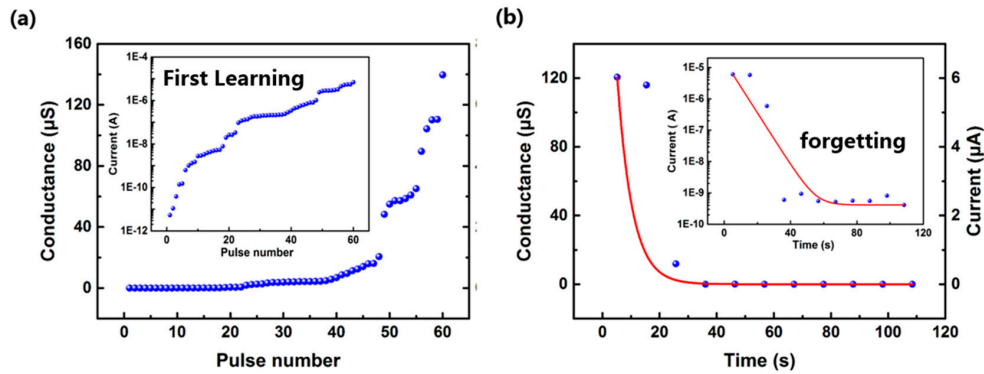 (a)
160
120
80
40
0
Conductance (µS)
0 10 20 30 40 50 60
Pulse number
1E-4
1E-6
1E-8
1E-10
1E-12
Current (A)
First Learning
0 20 40 60
Pulse number
(b)
120
80
40
0
Conductance (µS)
0 20 40 60 80 100 120
Time (s)
6
4
2
0
Current (µA)
1E-5
1E-6
1E-7
1E-8
1E-9
1E-10
Current ( A)
forgetting
0 20 40 60 80 100 120
Time (s)